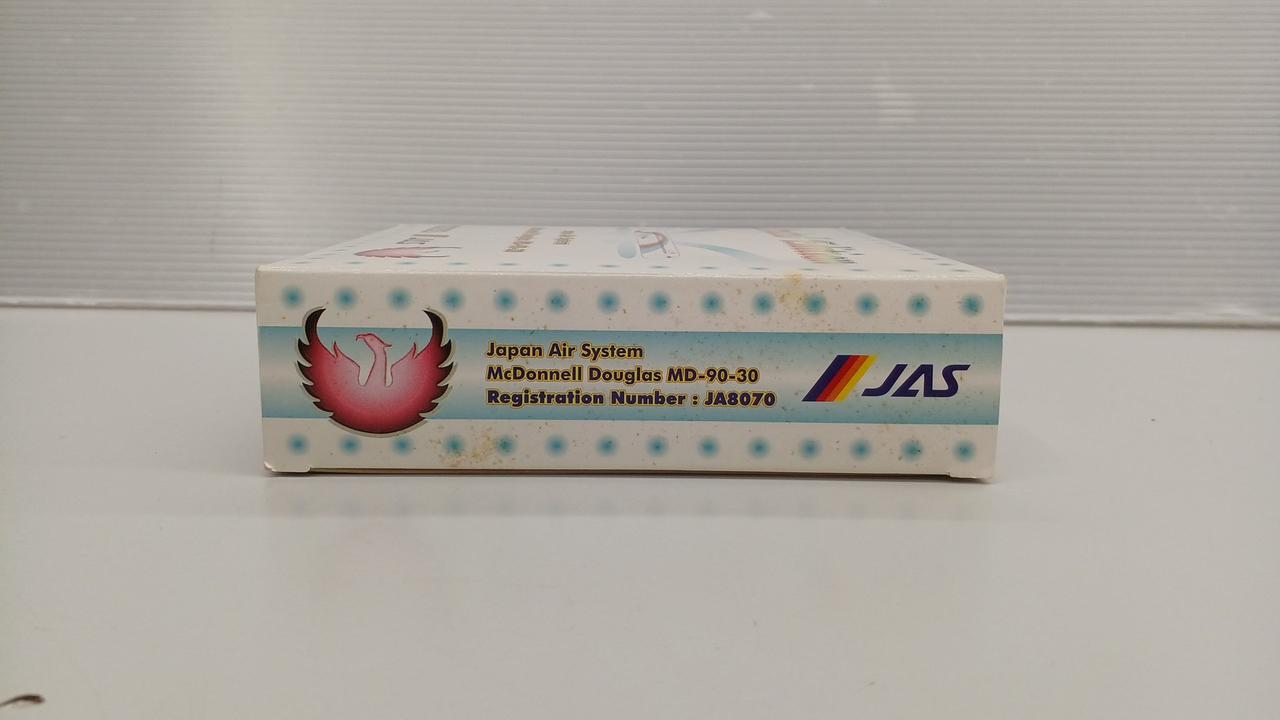 Japan Air System
McDonnell Douglas MD-90-30
Registration Number : JA8070
JAS